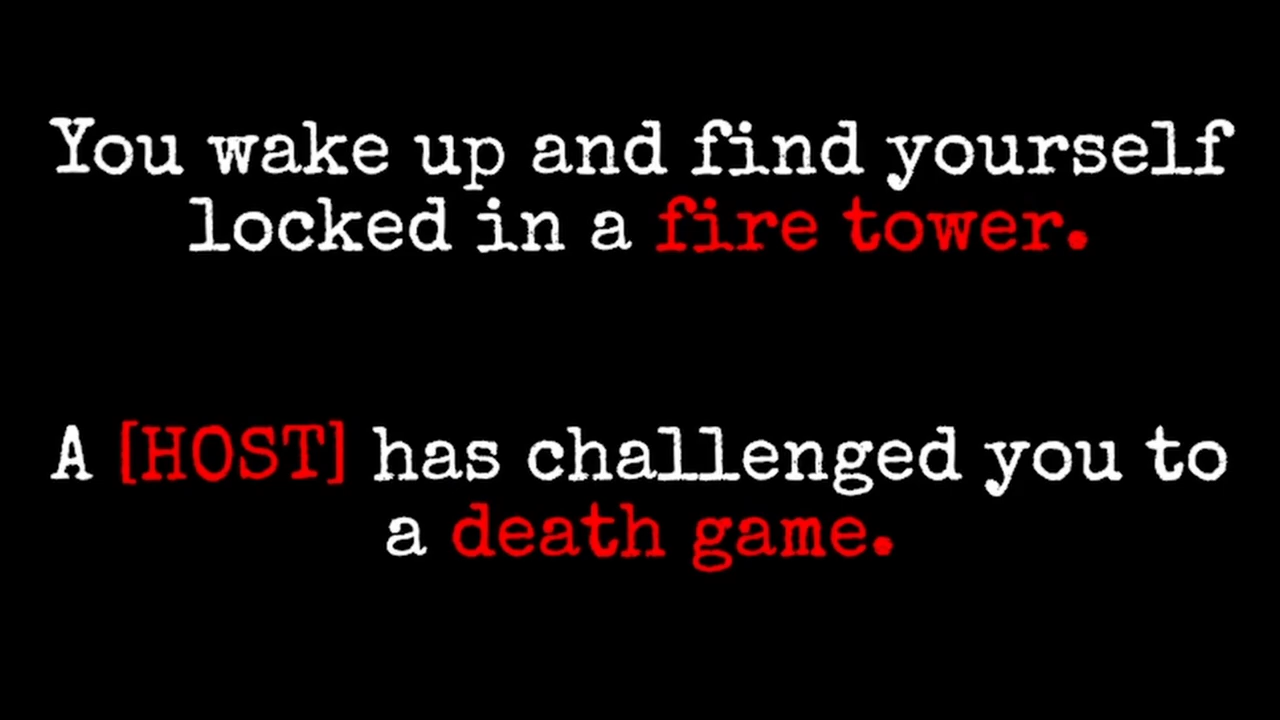 You wake up and find yourself
locked in a fire tower.
A [HOST] has challenged you to
a death game.